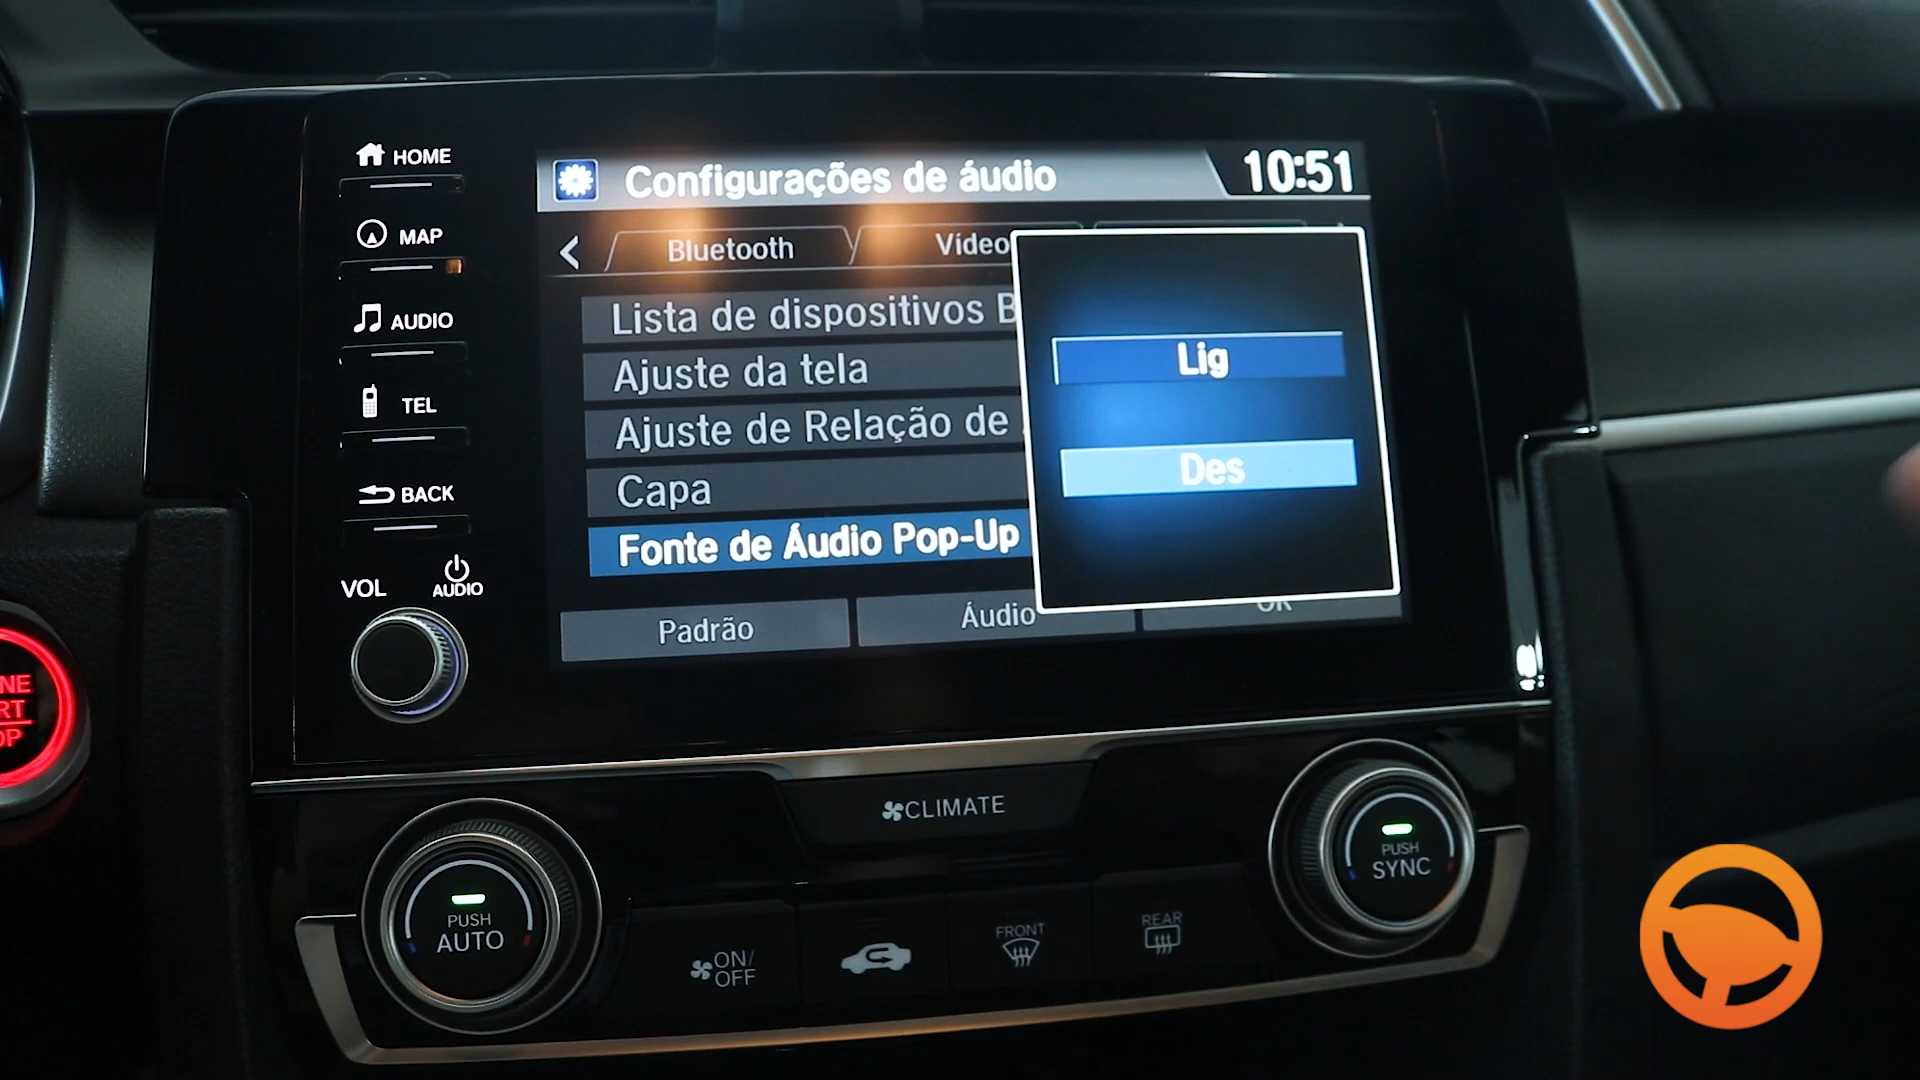 HOME
MAP
AUDIO
TEL
BACK
VOL
AUDIO
Configurações de áudio
10:51
Bluetooth
Vídeo
Lista de dispositivos B
Ajuste da tela
Ajuste de Relação de
Capa
Fonte de Áudio Pop-Up
Lig
Des
Padrão
Áudio
OK
CLIMATE
PUSH
AUTO
ON/
OFF
FRONT
REAR
PUSH
SYNC